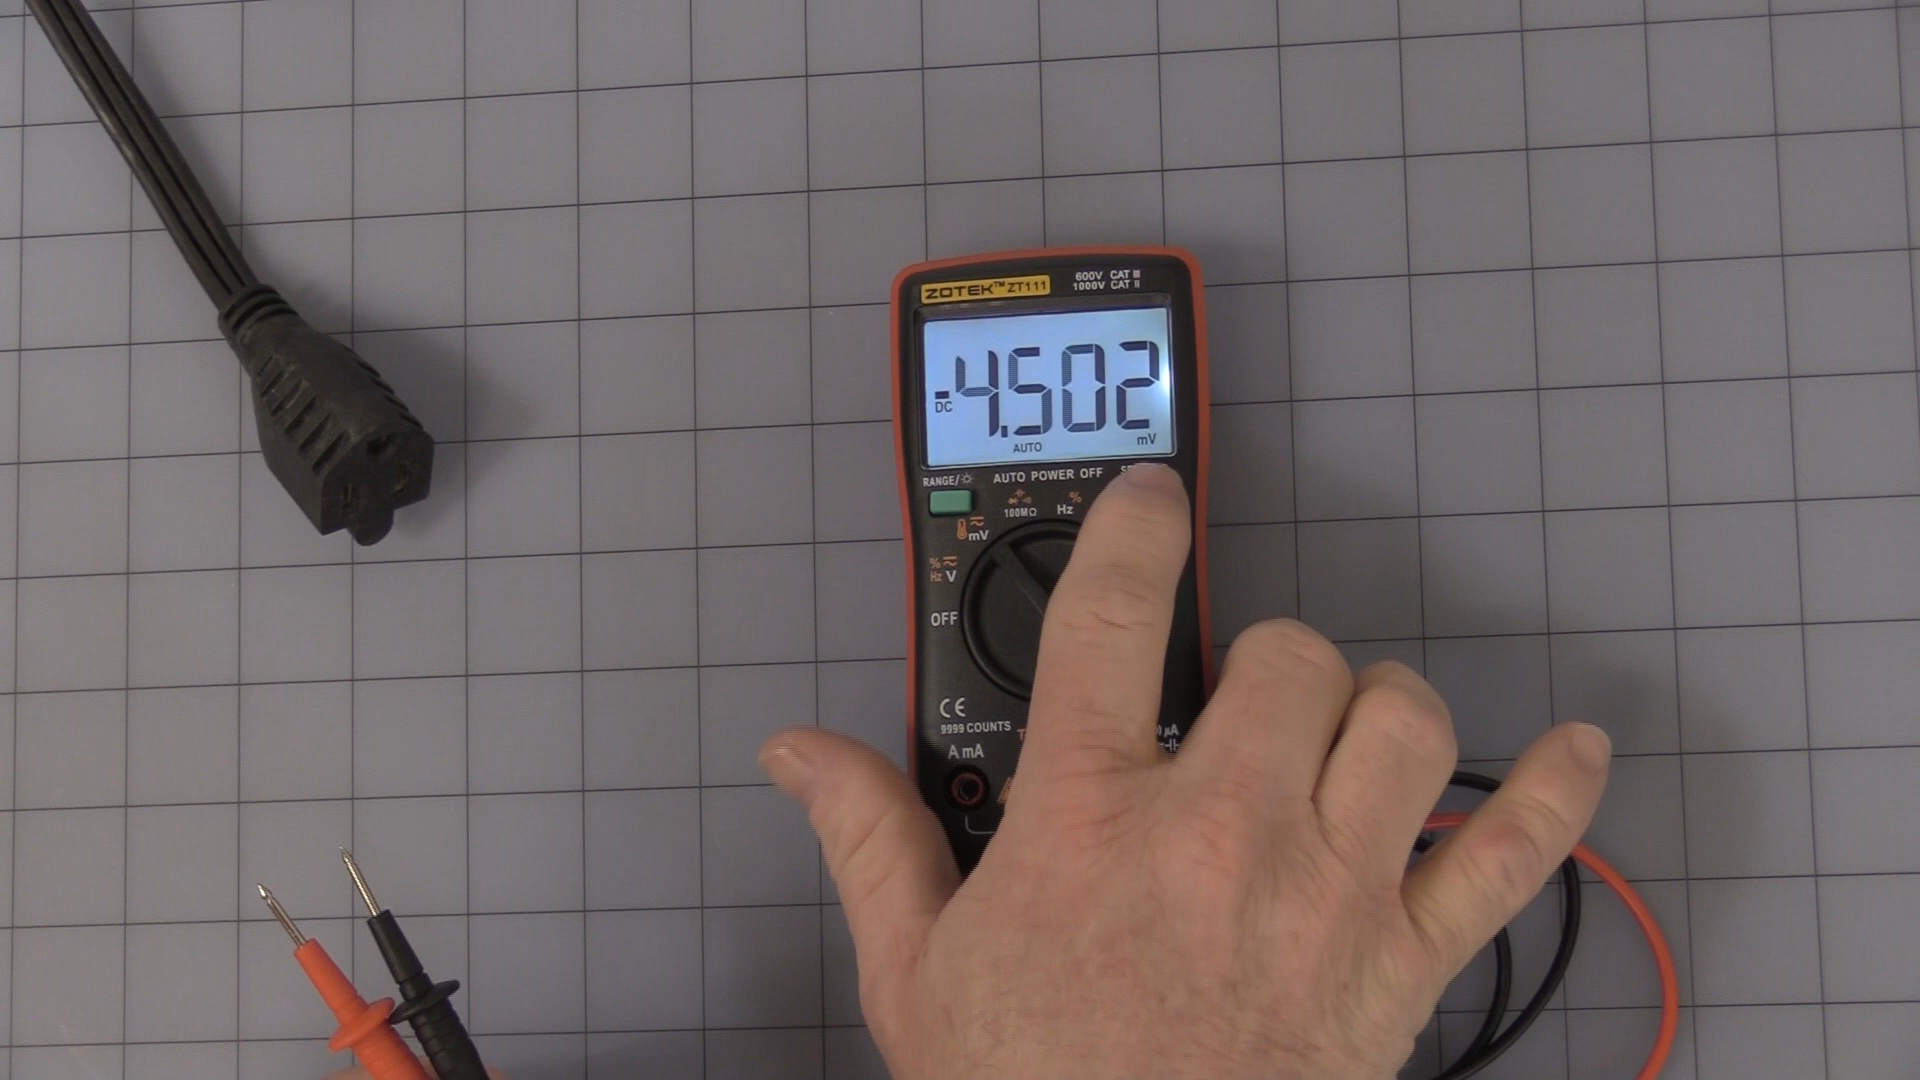 ZOTEK™ ZT111
600V CAT III
1000V CAT II
-4.502
DC
AUTO
mV
RANGE/
AUTO POWER OFF
100MΩ
%
Hz
mV
%
Hz V
OFF
CE
9999 COUNTS
A mA
µA